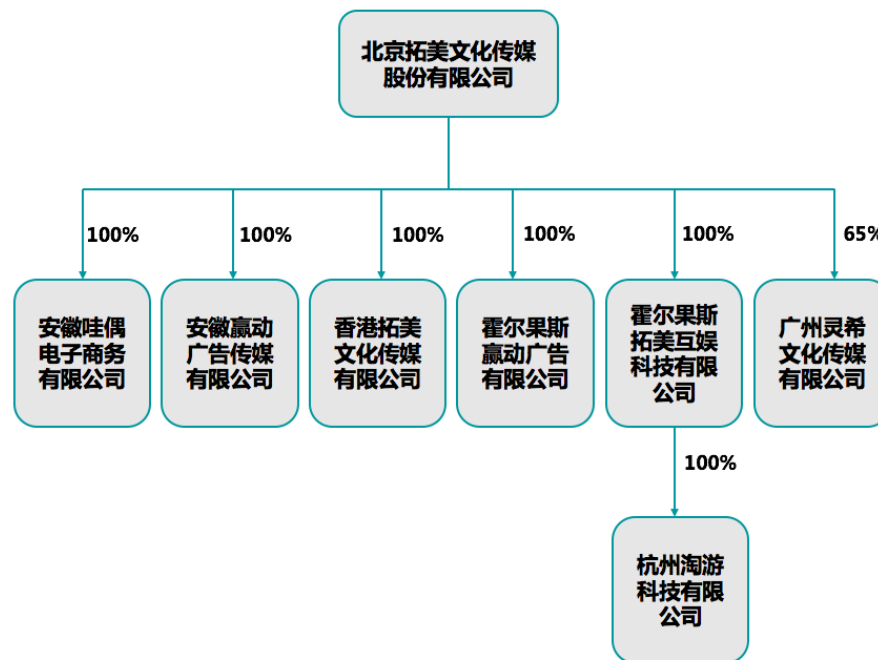 北京拓美文化传媒
股份有限公司
100%
100%
100%
100%
100%
65%
安徽哇偶
电子商务
有限公司
安徽赢动
广告传媒
有限公司
香港拓美
文化传媒
有限公司
霍尔果斯
赢动广告
有限公司
霍尔果斯
拓美互娱
科技有限
公司
广州灵希
文化传媒
有限公司
100%
杭州淘游
科技有限
公司